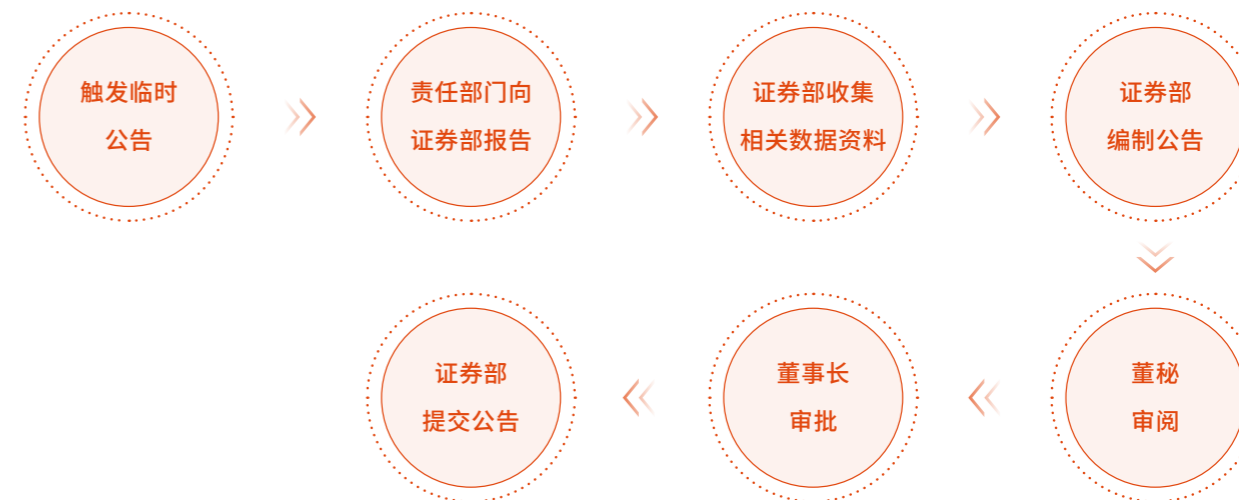 触发临时
公告
责任部门向
证券部报告
证券部收集
相关数据资料
证券部
编制公告
董秘
审阅
董事长
审批
证券部
提交公告